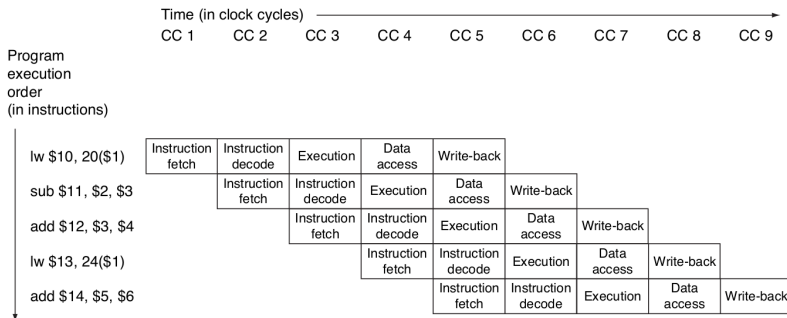 Time (in clock cycles)
CC 1 CC 2 CC 3 CC 4 CC 5 CC 6 CC 7 CC 8 CC 9
Program
execution
order
(in instructions)
lw $10, 20($1)
Instruction fetch
Instruction decode
Execution
Data access
Write-back
sub $11, $2, $3
Instruction fetch
Instruction decode
Execution
Data access
Write-back
add $12, $3, $4
Instruction fetch
Instruction decode
Execution
Data access
Write-back
lw $13, 24($1)
Instruction fetch
Instruction decode
Execution
Data access
Write-back
add $14, $5, $6
Instruction fetch
Instruction decode
Execution
Data access
Write-back